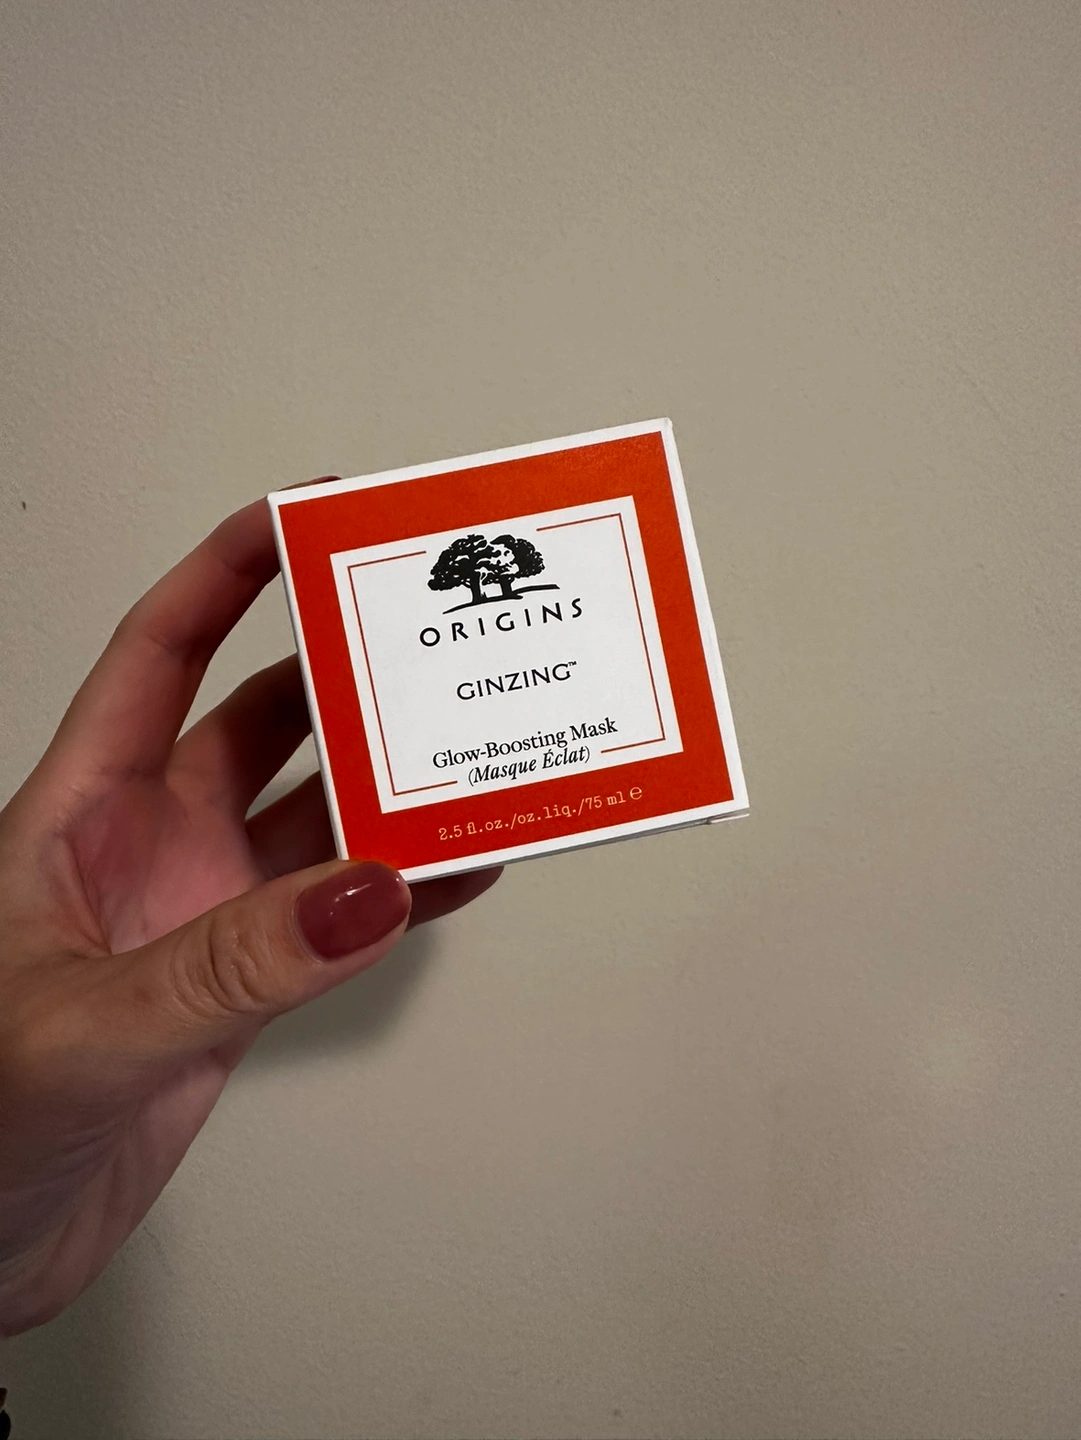 ORIGINS
GINZING™
Glow-Boosting Mask
(Masque Éclat)
2.5 fl.oz./oz.liq./75 ml ℮